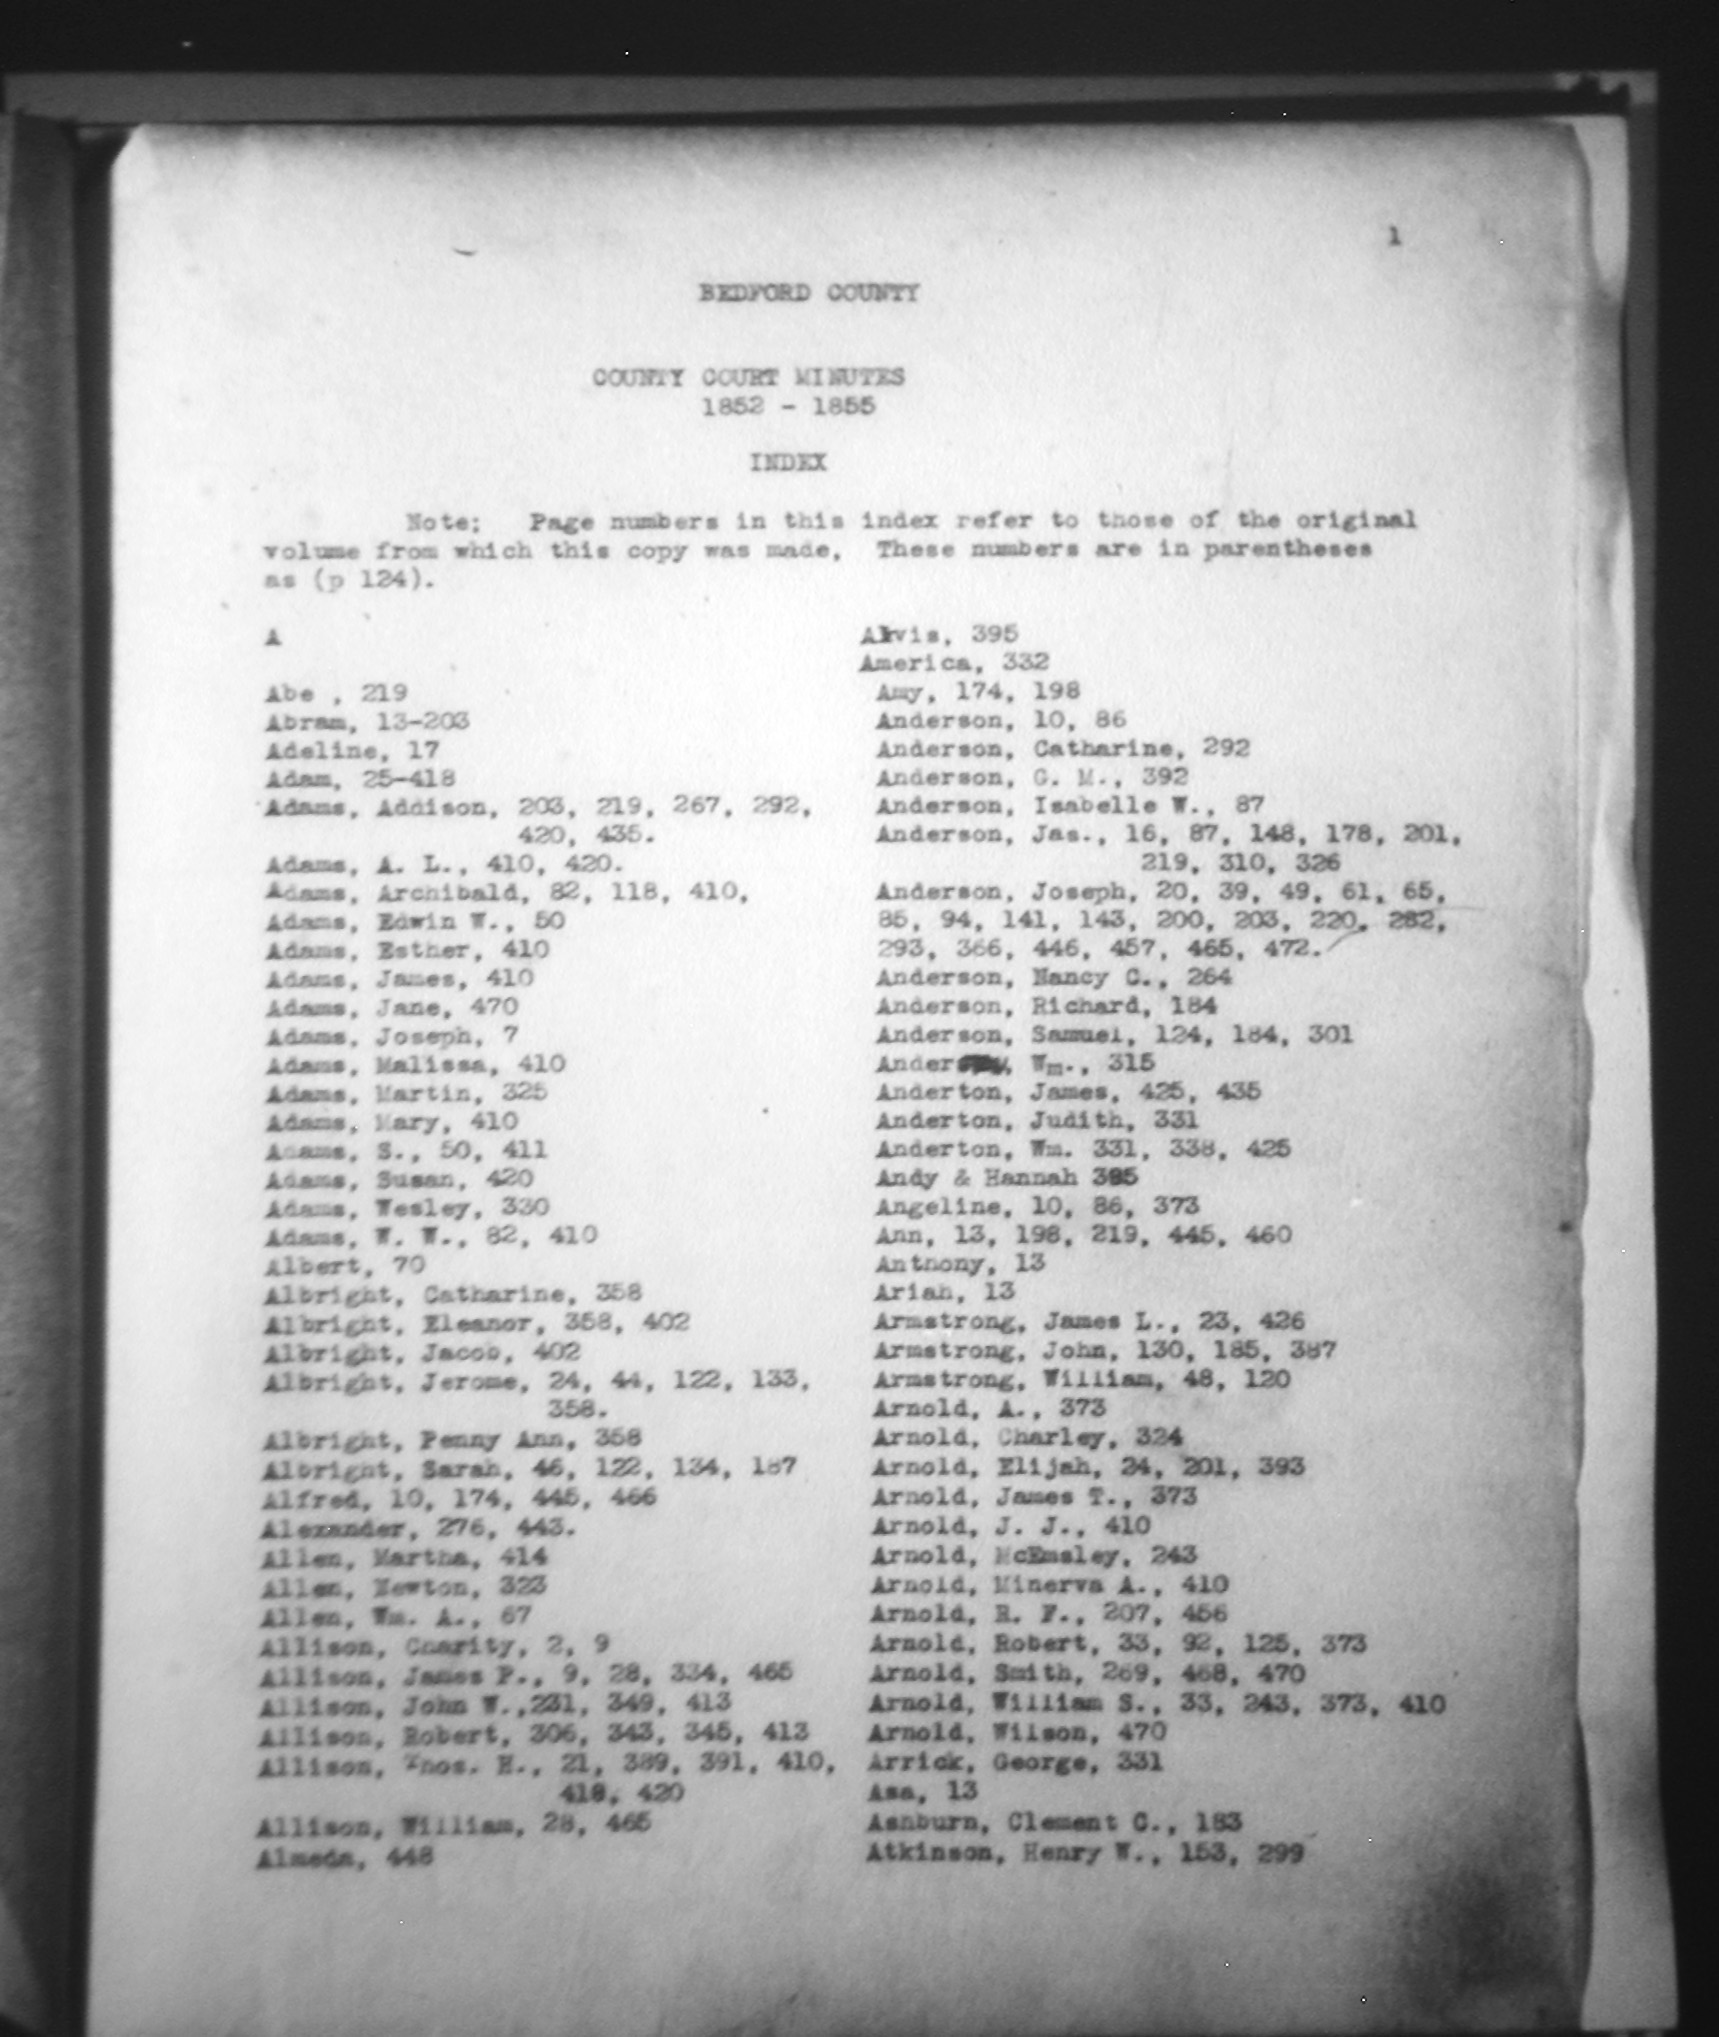 1
BEDFORD COUNTY
COUNTY COURT MINUTES
1852 - 1855
INDEX
Note: Page numbers in this index refer to those of the original
volume from which this copy was made. These numbers are in parentheses
as (p 124).
A
Abe , 219
Abram, 13-203
Adeline, 17
Adam, 25-418
Adams, Addison, 203, 219, 267, 292,
420, 435.
Adams, A. L., 410, 420.
Adams, Archibald, 82, 118, 410,
Adams, Edwin W., 50
Adams, Esther, 410
Adams, James, 410
Adams, Jane, 470
Adams, Joseph, 7
Adams, Malissa, 410
Adams, Martin, 325
Adams, Mary, 410
Adams, S., 50, 411
Adams, Susan, 420
Adams, Wesley, 330
Adams, W. W., 82, 410
Albert, 70
Albright, Catharine, 358
Albright, Eleanor, 358, 402
Albright, Jacob, 402
Albright, Jerome, 24, 44, 122, 133,
358.
Albright, Penny Ann, 358
Albright, Sarah, 46, 122, 134, 187
Alfred, 10, 174, 445, 466
Alexander, 276, 443.
Allen, Martha, 414
Allen, Newton, 323
Allen, Wm. A., 67
Allison, Charity, 2, 9
Allison, James P., 9, 28, 334, 465
Allison, John W.,231, 349, 413
Allison, Robert, 306, 343, 345, 413
Allison, Thos. H., 21, 389, 391, 410,
418, 420
Allison, William, 28, 465
Almeda, 448
Alvis, 395
America, 332
Amy, 174, 198
Anderson, 10, 86
Anderson, Catharine, 292
Anderson, G. M., 392
Anderson, Isabelle W., 87
Anderson, Jas., 16, 87, 148, 178, 201,
219, 310, 326
Anderson, Joseph, 20, 39, 49, 61, 65,
85, 94, 141, 143, 200, 203, 220, 282,
293, 366, 446, 457, 465, 472.
Anderson, Nancy C., 264
Anderson, Richard, 184
Anderson, Samuel, 124, 184, 301
Wm., 315
Anderton, James, 425, 435
Anderton, Judith, 331
Anderton, Wm. 331, 338, 425
Andy & Hannah 395
Angeline, 10, 86, 373
Ann, 13, 198, 219, 445, 460
Anthony, 13
Ariah, 13
Armstrong, James L., 23, 426
Armstrong, John, 130, 185, 387
Armstrong, William, 48, 120
Arnold, A., 373
Arnold, Charley, 324
Arnold, Elijah, 24, 201, 393
Arnold, James T., 373
Arnold, J. J., 410
Arnold, McEmsley, 243
Arnold, Minerva A., 410
Arnold, R. F., 207, 456
Arnold, Robert, 33, 92, 125, 373
Arnold, Smith, 269, 468, 470
Arnold, William S., 33, 243, 373, 410
Arnold, Wilson, 470
Arrick, George, 331
Asa, 13
Ashburn, Clement C., 183
Atkinson, Henry W., 153, 299